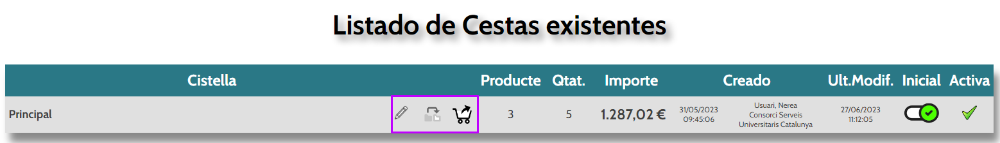 Listado de Cestas existentes
Cistella Producte Qtat. Importe Creado Ult.Modif. Inicial Activa
Principal 3 5 1.287,02 € 31/05/2023 09:45:06 Usuari, Nerea Consorci Serveis Universitaris Catalunya 27/06/2023 11:12:05